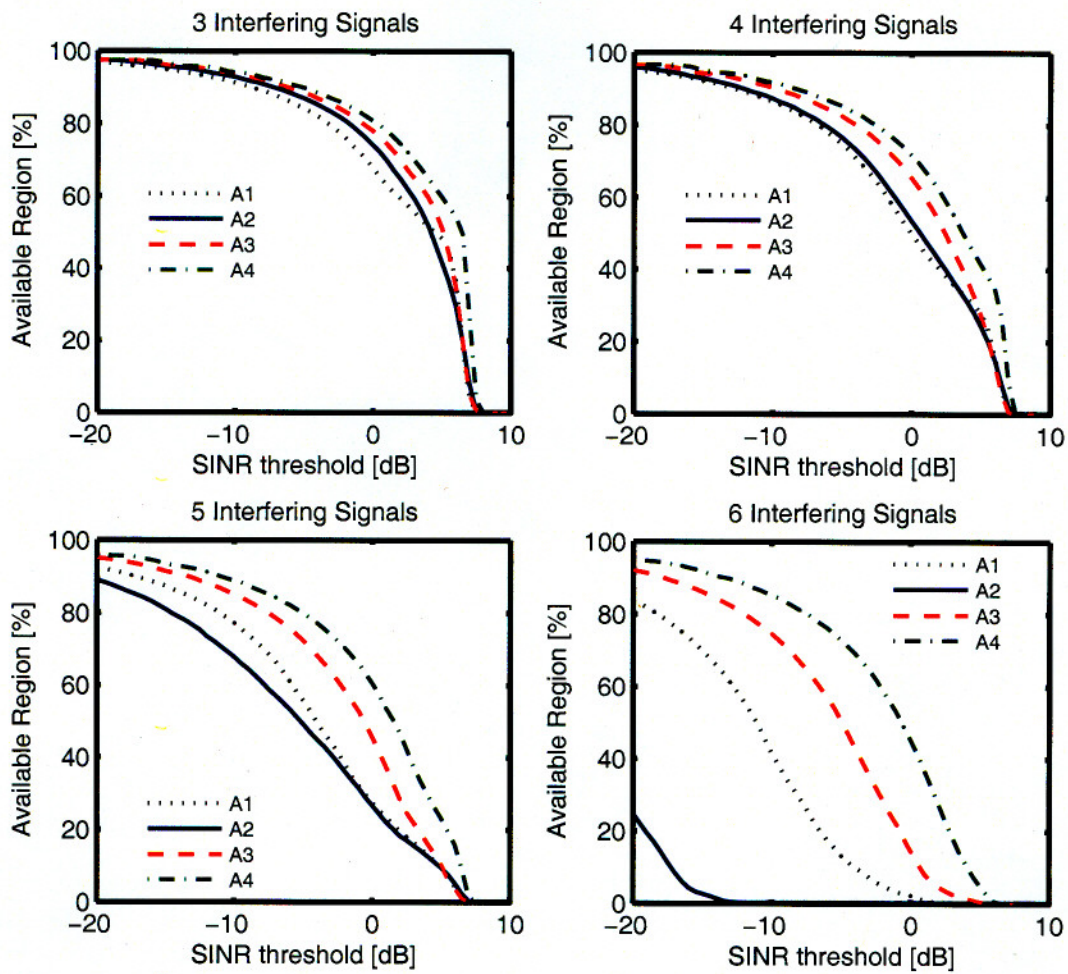 3 Interfering Signals
100
80
60
40
20
0
Available Region [%]
A1
A2
A3
A4
−20
−10
0
10
SINR threshold [dB]
4 Interfering Signals
100
80
60
40
20
0
Available Region [%]
A1
A2
A3
A4
−20
−10
0
10
SINR threshold [dB]
5 Interfering Signals
100
80
60
40
20
0
Available Region [%]
A1
A2
A3
A4
−20
−10
0
10
SINR threshold [dB]
6 Interfering Signals
100
80
60
40
20
0
Available Region [%]
A1
A2
A3
A4
−20
−10
0
10
SINR threshold [dB]